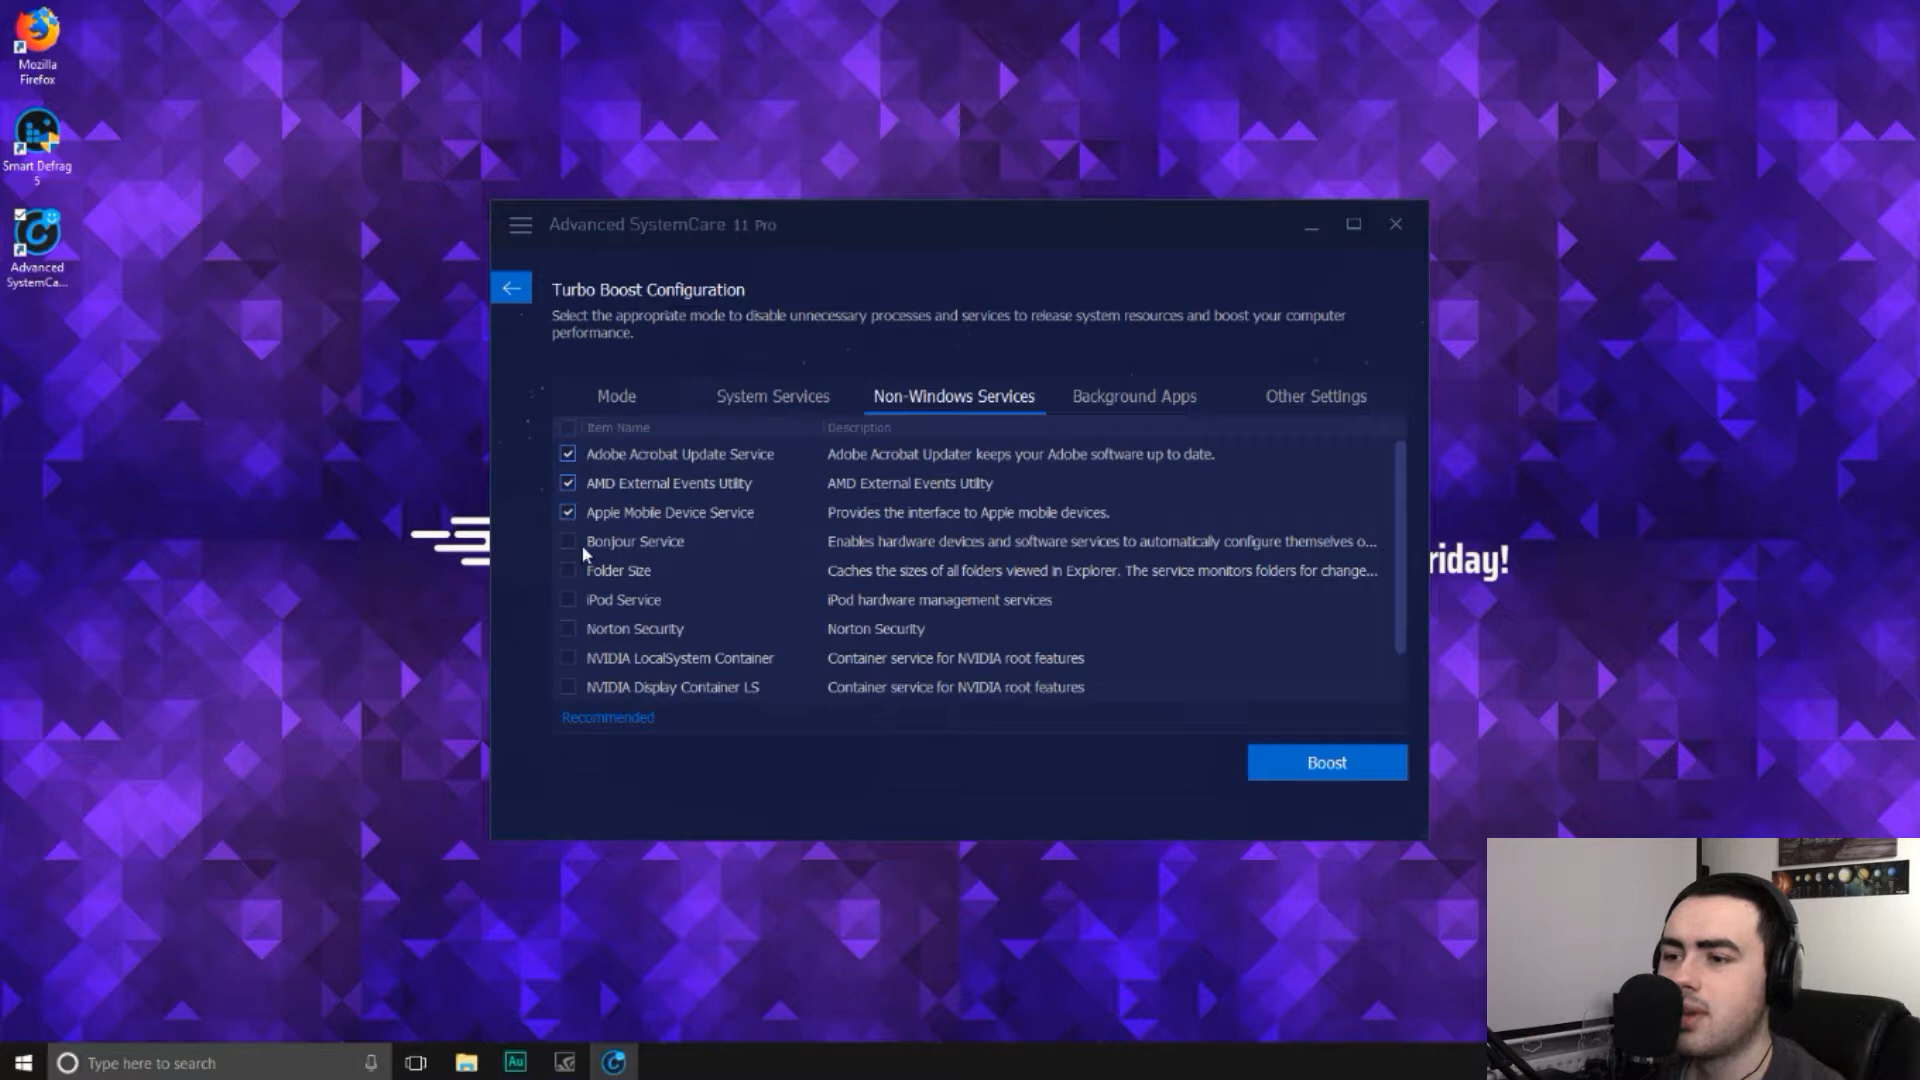 Mozilla
Firefox
Smart Defrag
5
Advanced
SystemCa...
Advanced SystemCare 11 Pro
Turbo Boost Configuration
Select the appropriate mode to disable unnecessary processes and services to release system resources and boost your computer
performance.
Mode System Services Non-Windows Services Background Apps Other Settings
Item Name Description
Adobe Acrobat Update Service Adobe Acrobat Updater keeps your Adobe software up to date.
AMD External Events Utility AMD External Events Utility
Apple Mobile Device Service Provides the interface to Apple mobile devices.
Bonjour Service Enables hardware devices and software services to automatically configure themselves o...
Folder Size Caches the sizes of all folders viewed in Explorer. The service monitors folders for change...
iPod Service iPod hardware management services
Norton Security Norton Security
NVIDIA LocalSystem Container Container service for NVIDIA root features
NVIDIA Display Container LS Container service for NVIDIA root features
Recommended
Boost
riday!
Type here to search
Au